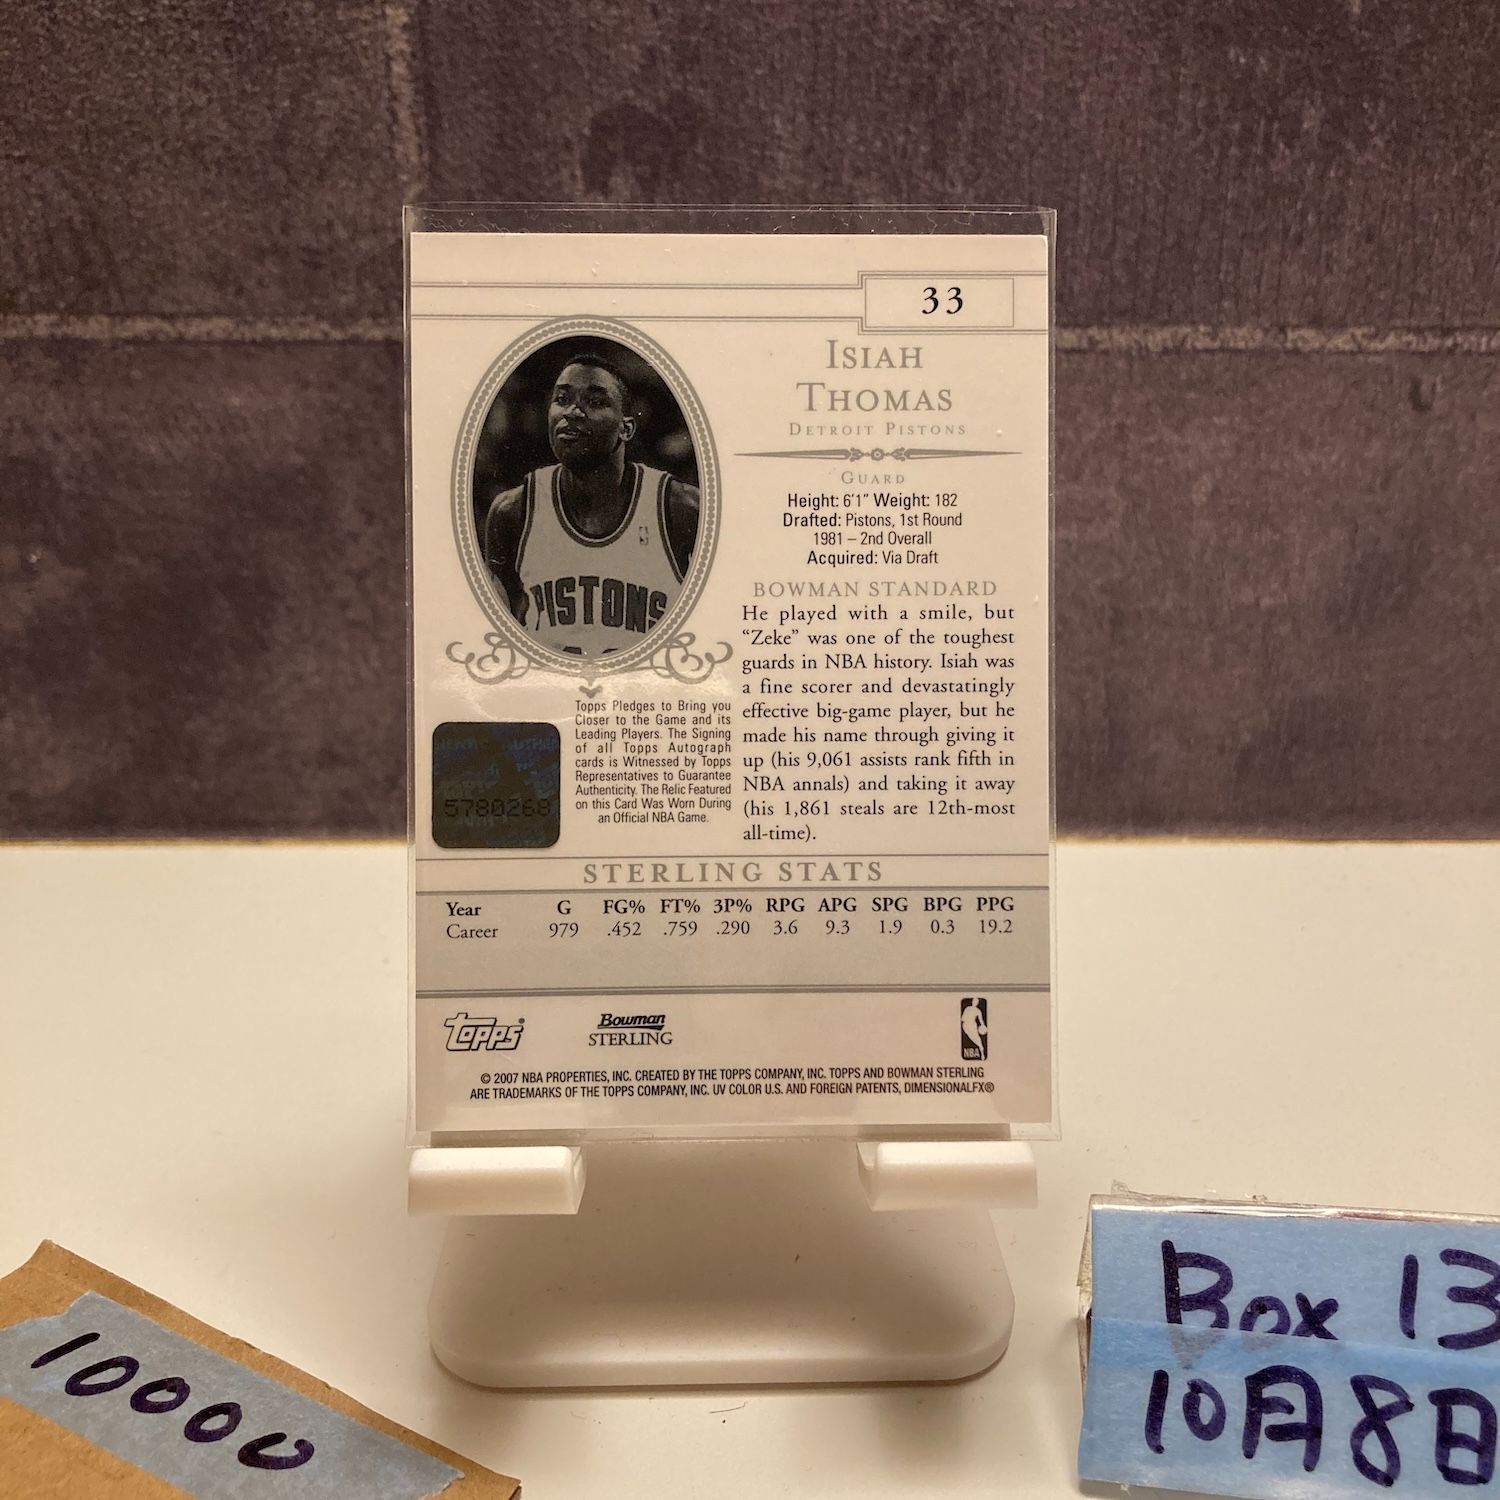 33
ISIAH
THOMAS
DETROIT PISTONS
GUARD
Height: 6'1" Weight: 182
Drafted: Pistons, 1st Round
1981 – 2nd Overall
Acquired: Via Draft
BOWMAN STANDARD
He played with a smile, but
“Zeke” was one of the toughest
guards in NBA history. Isiah was
a fine scorer and devastatingly
effective big-game player, but he
made his name through giving it
up (his 9,061 assists rank fifth in
NBA annals) and taking it away
(his 1,861 steals are 12th-most
all-time).
PISTONS
Topps Pledges to Bring you
Closer to the Game and its
Leading Players. The Signing
of all Topps Autograph
cards is Witnessed by Topps
Representatives to Guarantee
Authenticity. The Relic Featured
on this Card Was Worn During
an Official NBA Game.
5780268
STERLING STATS
Year G FG% FT% 3P% RPG APG SPG BPG PPG
Career 979 .452 .759 .290 3.6 9.3 1.9 0.3 19.2
Topps®
Bowman
STERLING
NBA
© 2007 NBA PROPERTIES, INC. CREATED BY THE TOPPS COMPANY, INC. TOPPS AND BOWMAN STERLING
ARE TRADEMARKS OF THE TOPPS COMPANY, INC. UV COLOR U.S. AND FOREIGN PATENTS, DIMENSIONALFX®
10000
Box 13
10月8日